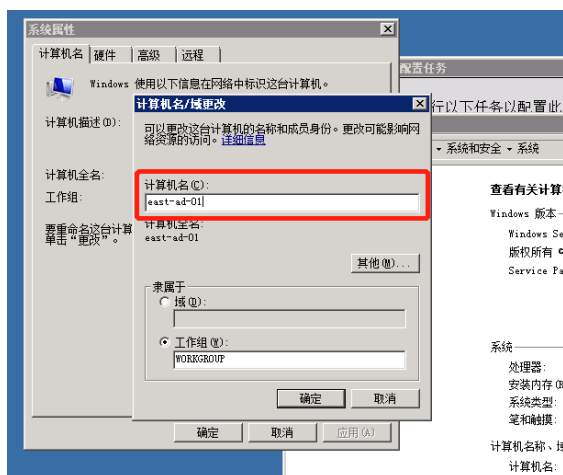 系统属性
计算机名 硬件 高级 远程
Windows 使用以下信息在网络中标识这台计算机。
计算机描述(D):
计算机全名:
工作组:
要重命名这台计算
单击“更改”。
计算机名/域更改
可以更改这台计算机的名称和成员身份。更改可能影响网
络资源的访问。详细信息
计算机名(C):
east-ad-01
计算机全名:
east-ad-01
其他(M)...
隶属于
域(D):
工作组(W):
WORKGROUP
确定 取消
确定 取消 应用(A)
配置任务
行以下任务以配置此
系统和安全 系统
查看有关计算
Windows 版本
Windows Se
版权所有
Service Pa
系统
处理器:
安装内存
系统类型:
笔和触摸:
计算机名称、
计算机名: